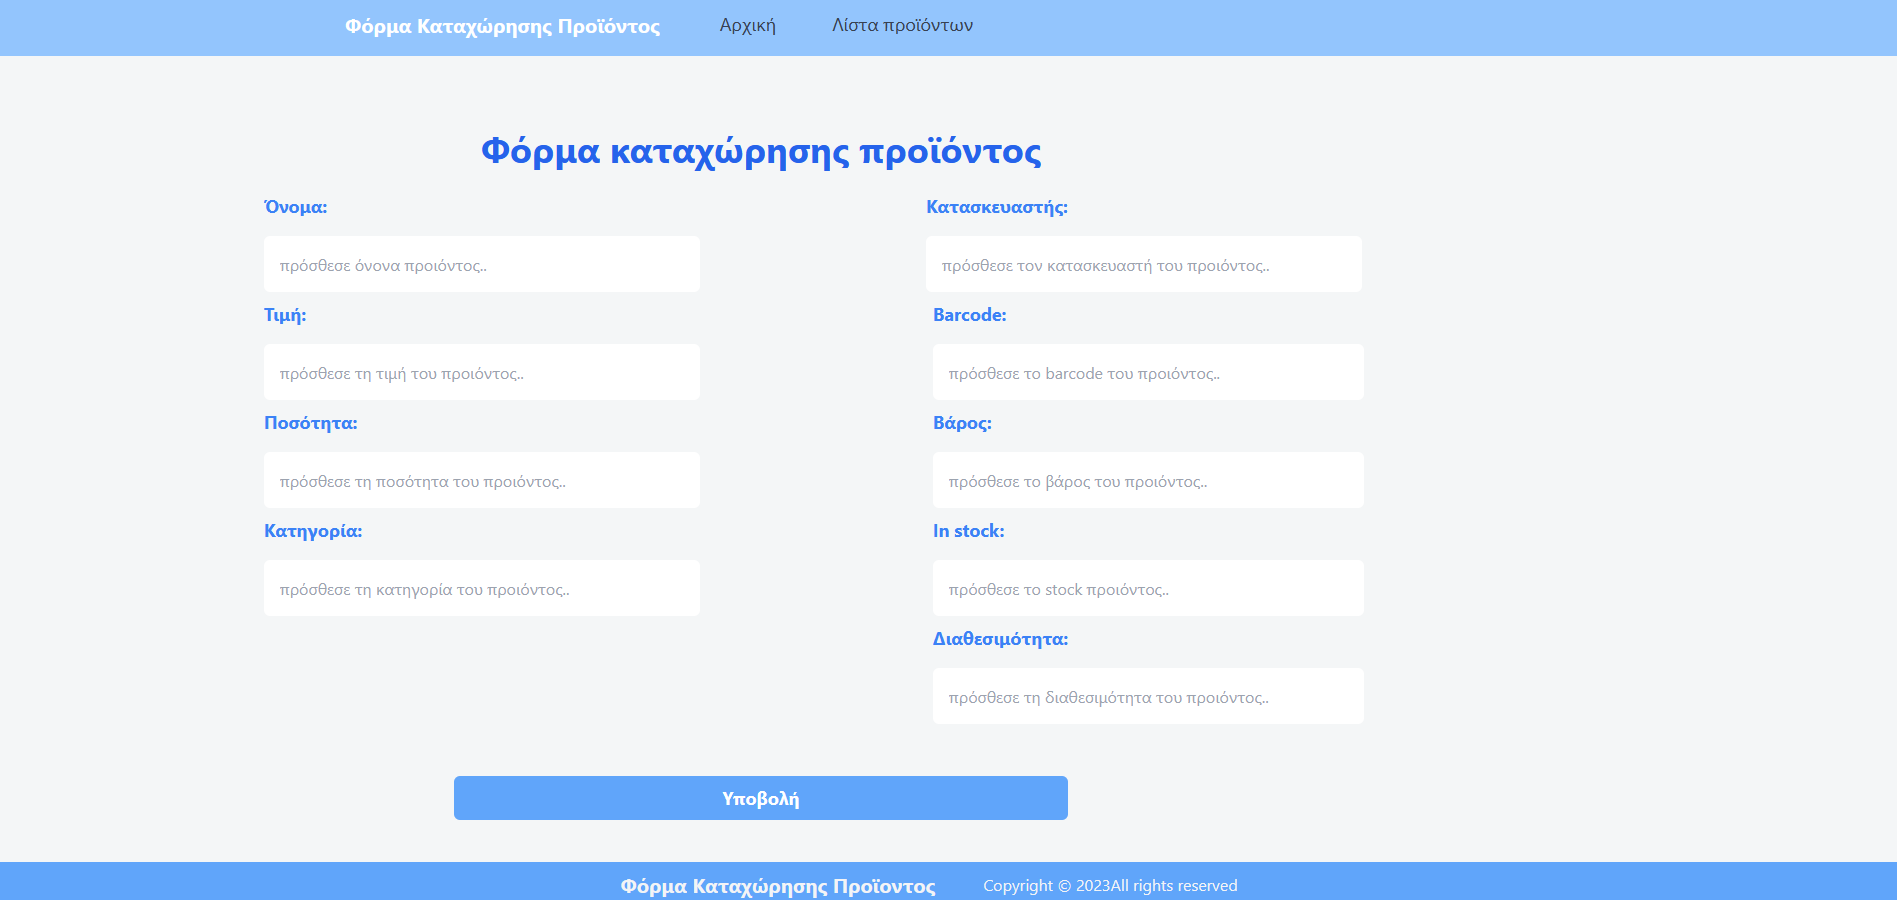 Φόρμα Καταχώρησης Προϊόντος Αρχική Λίστα προϊόντων
Φόρμα καταχώρησης προϊόντος
Όνομα:
πρόσθεσε όνονα προιόντος..
Τιμή:
πρόσθεσε τη τιμή του προιόντος..
Ποσότητα:
πρόσθεσε τη ποσότητα του προιόντος..
Κατηγορία:
πρόσθεσε τη κατηγορία του προιόντος..
Κατασκευαστής:
πρόσθεσε τον κατασκευαστή του προιόντος..
Barcode:
πρόσθεσε το barcode του προιόντος..
Βάρος:
πρόσθεσε το βάρος του προιόντος..
In stock:
πρόσθεσε το stock προιόντος..
Διαθεσιμότητα:
πρόσθεσε τη διαθεσιμότητα του προιόντος..
Υποβολή
Φόρμα Καταχώρησης Προϊοντος Copyright © 2023All rights reserved